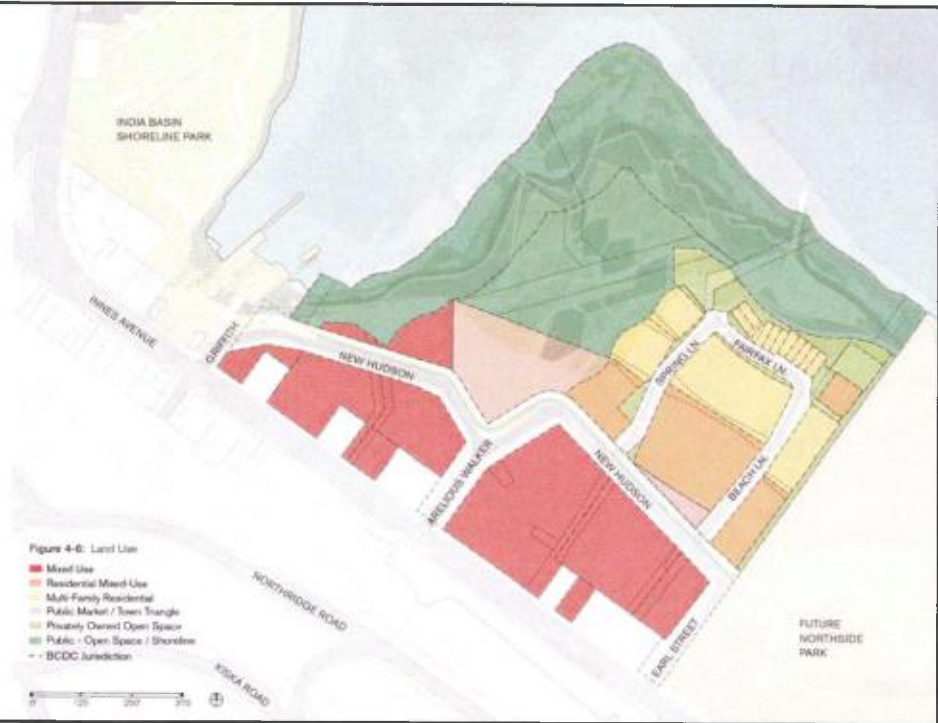 INDIA BASIN
SHORELINE PARK
INNES AVENUE
GRIFFITH
NEW HUDSON
ARELIOUS WALKER
SPRING LN
FAIRFAX LN
NEW HUDSON
BEACH LN
EARL STREET
NORTHRIDGE ROAD
KISKA ROAD
FUTURE
NORTHSIDE
PARK
Figure 4-6: Land Use
Mixed Use
Residential Mixed-Use
Multi-Family Residential
Public Market / Town Triangle
Privately Owned Open Space
Public - Open Space / Shoreline
BCDC Jurisdiction
0 125 250